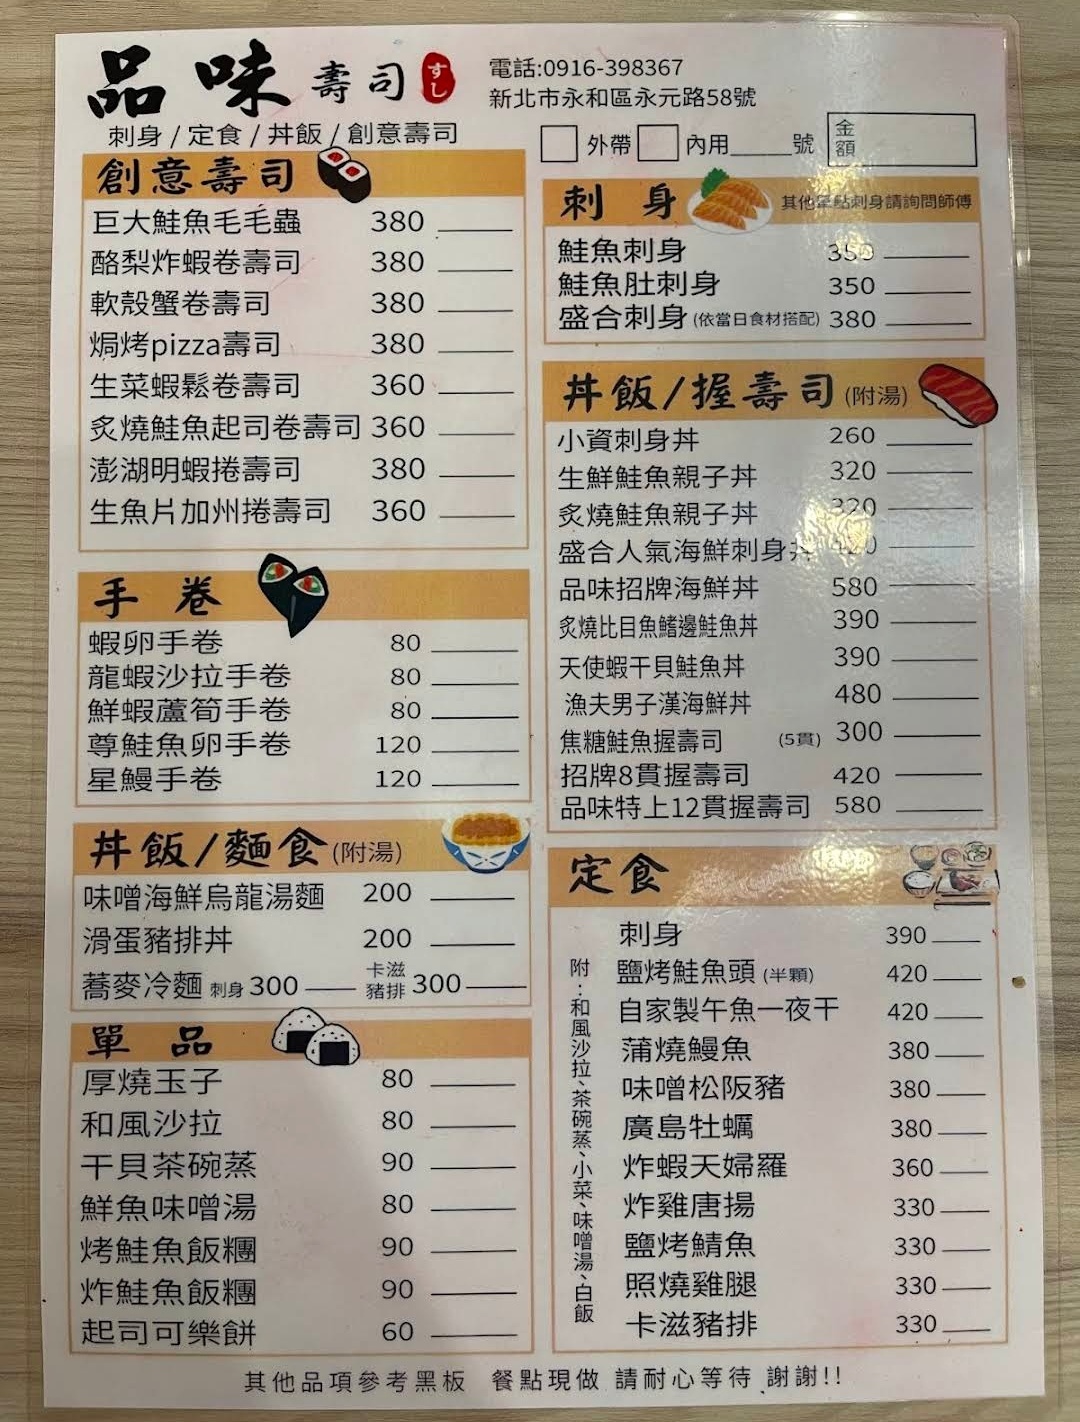 品味壽司 すし
刺身/定食/丼飯/創意壽司
電話:0916-398367
新北市永和區永元路58號
外帶 內用_____號 金額
創意壽司
巨大鮭魚毛毛蟲 380
酪梨炸蝦卷壽司 380
軟殼蟹卷壽司 380
焗烤pizza壽司 380
生菜蝦鬆卷壽司 360
炙燒鮭魚起司卷壽司 360
澎湖明蝦捲壽司 380
生魚片加州捲壽司 360
手卷
蝦卵手卷 80
龍蝦沙拉手卷 80
鮮蝦蘆筍手卷 80
尊鮭魚卵手卷 120
星鰻手卷 120
丼飯/麵食(附湯)
味噌海鮮烏龍湯麵 200
滑蛋豬排丼 200
蕎麥冷麵 刺身 300 卡滋豬排 300
單品
厚燒玉子 80
和風沙拉 80
干貝茶碗蒸 90
鮮魚味噌湯 80
烤鮭魚飯糰 90
炸鮭魚飯糰 90
起司可樂餅 60
刺身 其他單點刺身請詢問師傅
鮭魚刺身 350
鮭魚肚刺身 350
盛合刺身(依當日食材搭配) 380
丼飯/握壽司(附湯)
小資刺身丼 260
生鮮鮭魚親子丼 320
炙燒鮭魚親子丼 320
盛合人氣海鮮刺身丼
品味招牌海鮮丼 580
炙燒比目魚鰭邊鮭魚丼 390
天使蝦干貝鮭魚丼 390
漁夫男子漢海鮮丼 480
焦糖鮭魚握壽司 (5貫) 300
招牌8貫握壽司 420
品味特上12貫握壽司 580
定食
附:和風沙拉、茶碗蒸、小菜、味噌湯、白飯
刺身 390
鹽烤鮭魚頭(半顆) 420
自家製午魚一夜干 420
蒲燒鰻魚 380
味噌松阪豬 380
廣島牡蠣 380
炸蝦天婦羅 360
炸雞唐揚 330
鹽烤鯖魚 330
照燒雞腿 330
卡滋豬排 330
其他品項參考黑板 餐點現做 請耐心等待 謝謝!!